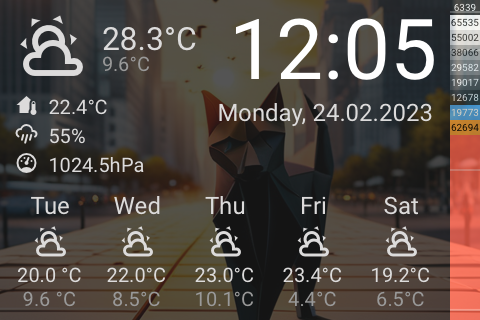 28.3°C
9.6°C
12:05
Monday, 24.02.2023
22.4°C
55%
1024.5hPa
Tue Wed Thu Fri Sat
20.0 °C 22.0°C 23.0°C 23.4°C 19.2°C
9.6 °C 8.5°C 10.1°C 4.4°C 6.5°C
6339
65535
55002
38066
29582
19017
12678
19773
62694